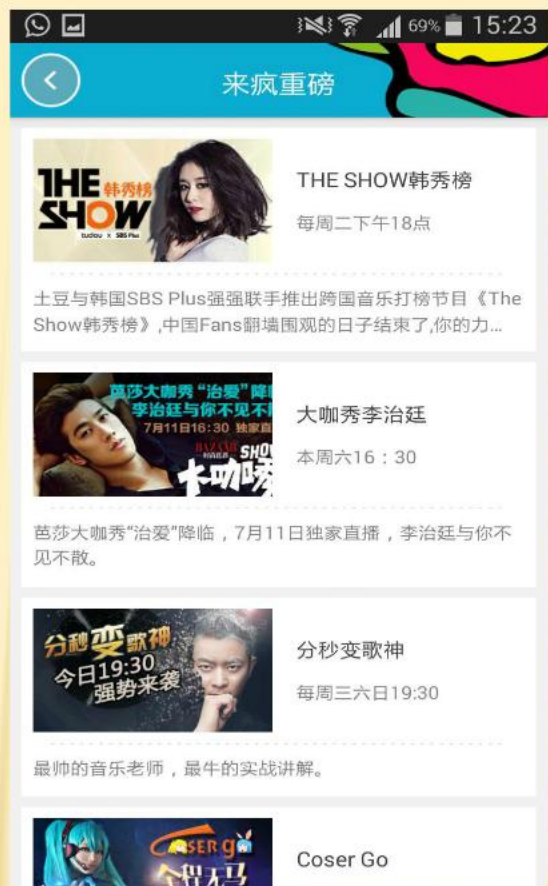 69% 15:23
来疯重磅
THE 韩秀榜
SHOW
tudou x SBS Plus
THE SHOW韩秀榜
每周二下午18点
土豆与韩国SBS Plus强强联手推出跨国音乐打榜节目《The
Show韩秀榜》,中国Fans翻墙围观的日子结束了,你的力...
芭莎大咖秀“治爱”降临
李治廷与你不见不
7月11日16:30 独家直
BAZAAR SHOW
大咖秀
大咖秀李治廷
本周六16：30
芭莎大咖秀“治爱”降临，7月11日独家直播，李治廷与你不
见不散。
分秒变歌神
今日19:30
强势来袭
分秒变歌神
每周三六日19:30
最帅的音乐老师，最牛的实战讲解。
COSER go
全程无码
Coser Go